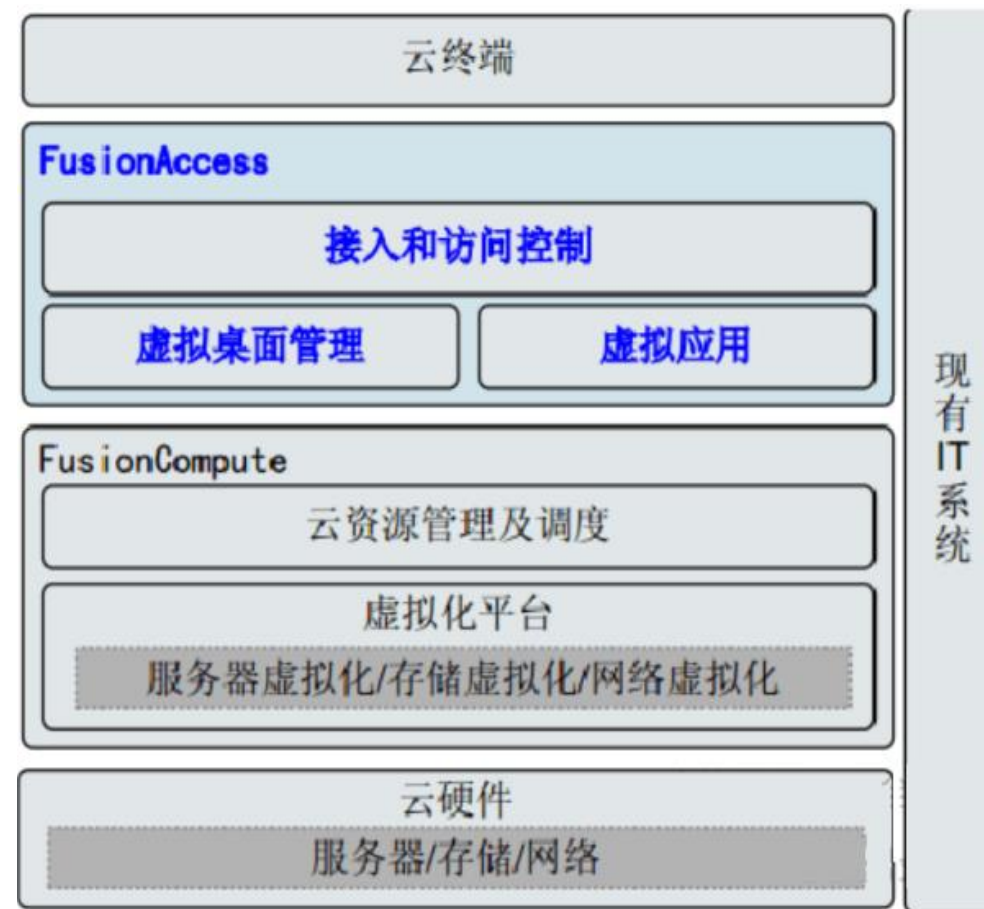 云终端
FusionAccess
接入和访问控制
虚拟桌面管理
虚拟应用
FusionCompute
云资源管理及调度
虚拟化平台
服务器虚拟化/存储虚拟化/网络虚拟化
云硬件
服务器/存储/网络
现有IT系统